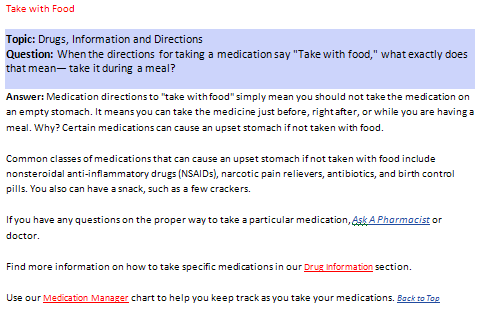 Take with Food
Topic: Drugs, Information and Directions
Question: When the directions for taking a medication say "Take with food," what exactly does
that mean— take it during a meal?
Answer: Medication directions to "take with food" simply mean you should not take the medication on
an empty stomach. It means you can take the medicine just before, right after, or while you are having a
meal. Why? Certain medications can cause an upset stomach if not taken with food.
Common classes of medications that can cause an upset stomach if not taken with food include
nonsteroidal anti-inflammatory drugs (NSAIDs), narcotic pain relievers, antibiotics, and birth control
pills. You also can have a snack, such as a few crackers.
If you have any questions on the proper way to take a particular medication, Ask A Pharmacist or
doctor.
Find more information on how to take specific medications in our Drug Information section.
Use our Medication Manager chart to help you keep track as you take your medications. Back to Top